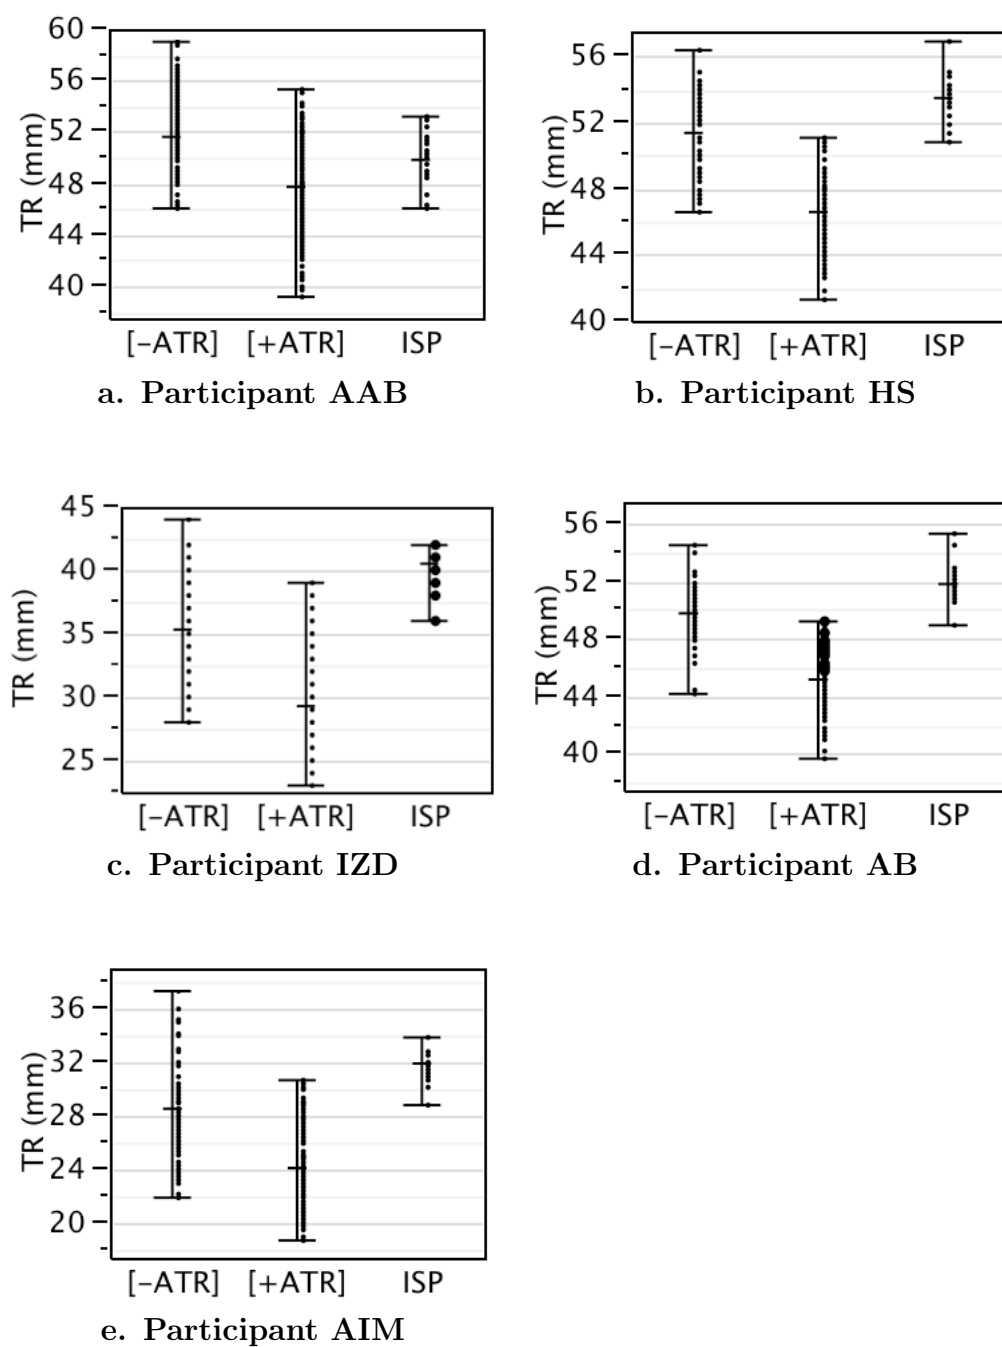 60
56
52
48
44
40
TR (mm)
[−ATR] [+ATR] ISP
a. Participant AAB
56
52
48
44
40
TR (mm)
[−ATR] [+ATR] ISP
b. Participant HS
45
40
35
30
25
TR (mm)
[−ATR] [+ATR] ISP
c. Participant IZD
56
52
48
44
40
TR (mm)
[−ATR] [+ATR] ISP
d. Participant AB
36
32
28
24
20
TR (mm)
[−ATR] [+ATR] ISP
e. Participant AIM